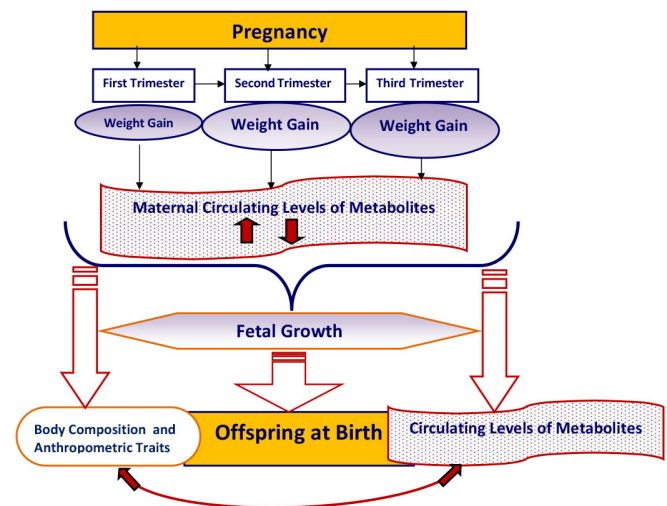 Pregnancy
First Trimester
Second Trimester
Third Trimester
Weight Gain
Weight Gain
Weight Gain
Maternal Circulating Levels of Metabolites
Fetal Growth
Body Composition and
Anthropometric Traits
Offspring at Birth
Circulating Levels of Metabolites